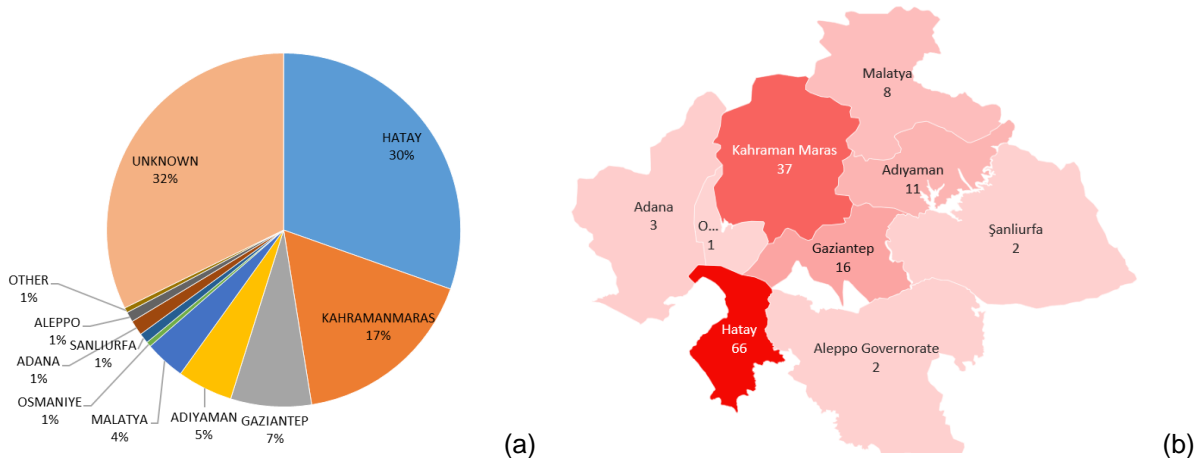 HATAY
30%
KAHRAMANMARAS
17%
GAZIANTEP
7%
ADIYAMAN
5%
MALATYA
4%
OSMANIYE
1%
SANLIURFA
1%
ADANA
1%
ALEPPO
1%
OTHER
1%
UNKNOWN
32%
(a)
Malatya
8
Kahraman Maras
37
Adıyaman
11
Adana
3
O...
1
Gaziantep
16
Şanliurfa
2
Hatay
66
Aleppo Governorate
2
(b)